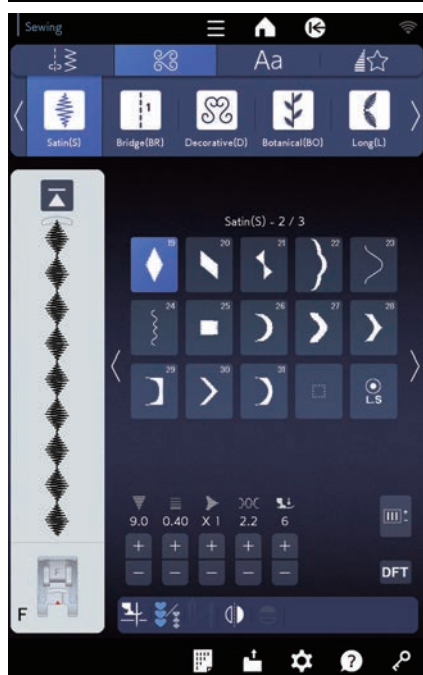 Sewing
Aa
1
Satin(S) Bridge(BR) Decorative(D) Botanical(BO) Long(L)
Satin(S) - 2 / 3
19 20 21 22 23
24 25 26 27 28
29 30 31
L.S
9.0 0.40 X 1 2.2 6
+ + + + +
− − − − −
DFT
F
F
?